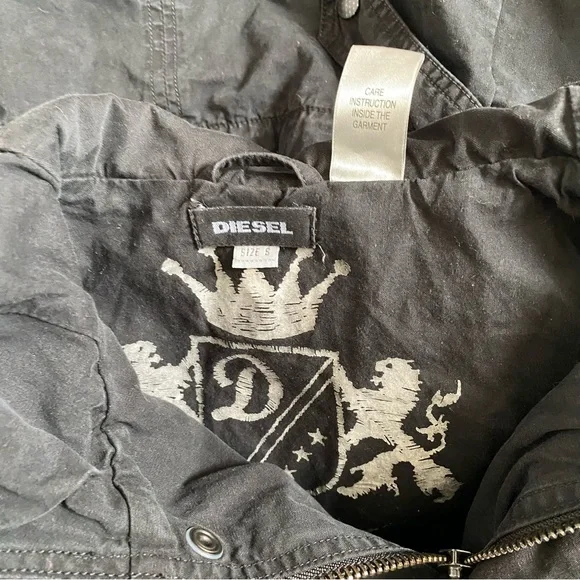 CARE
INSTRUCTION
INSIDE THE
GARMENT
DIESEL
SIZE S
D